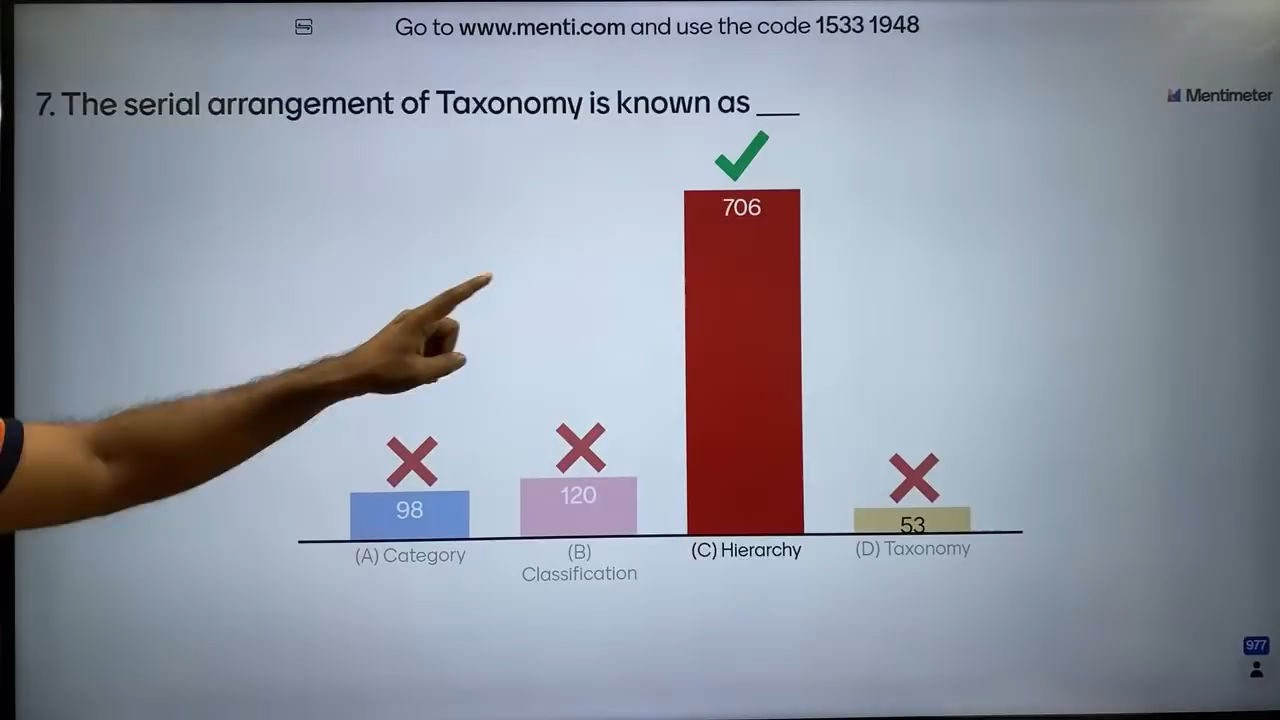 Go to www.menti.com and use the code 1533 1948
7. The serial arrangement of Taxonomy is known as ___
Mentimeter
706
98
120
53
(A) Category
(B)
Classification
(C) Hierarchy
(D) Taxonomy
977